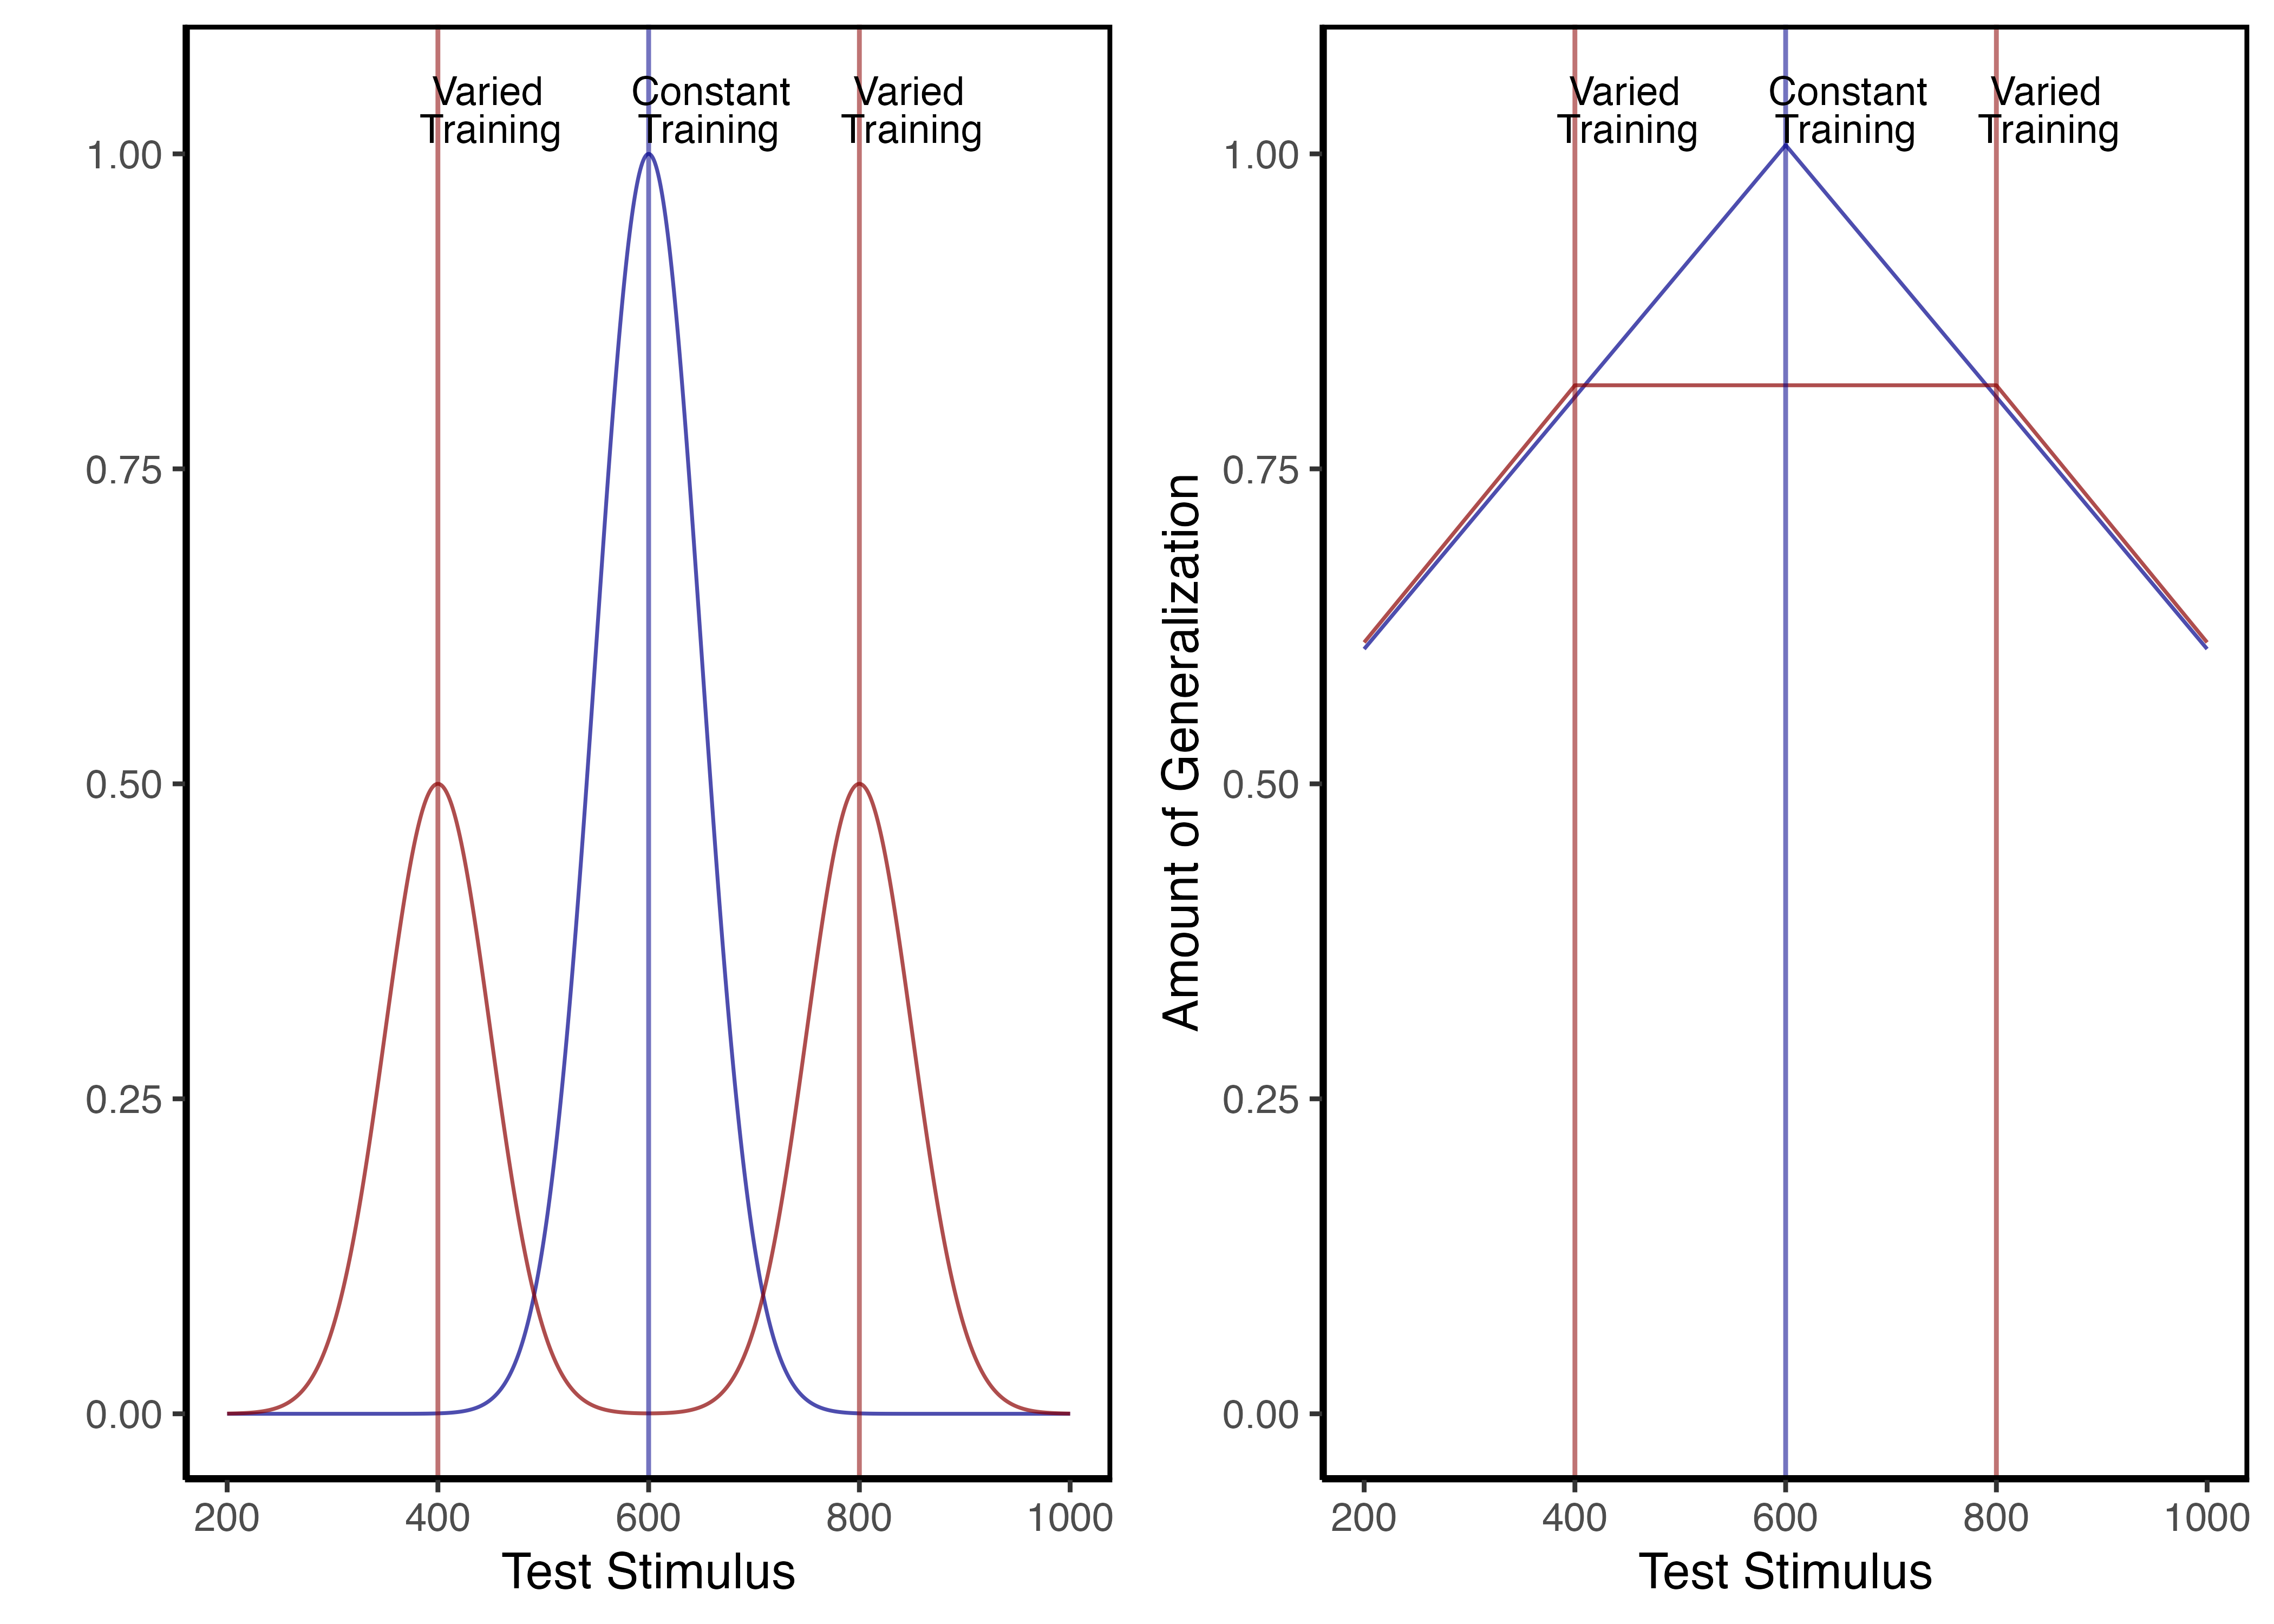 Varied
Training
Constant
Training
Varied
Training
1.00
0.75
0.50
0.25
0.00
200 400 600 800 1000
Test Stimulus
Amount of Generalization
Varied
Training
Constant
Training
Varied
Training
1.00
0.75
0.50
0.25
0.00
200 400 600 800 1000
Test Stimulus